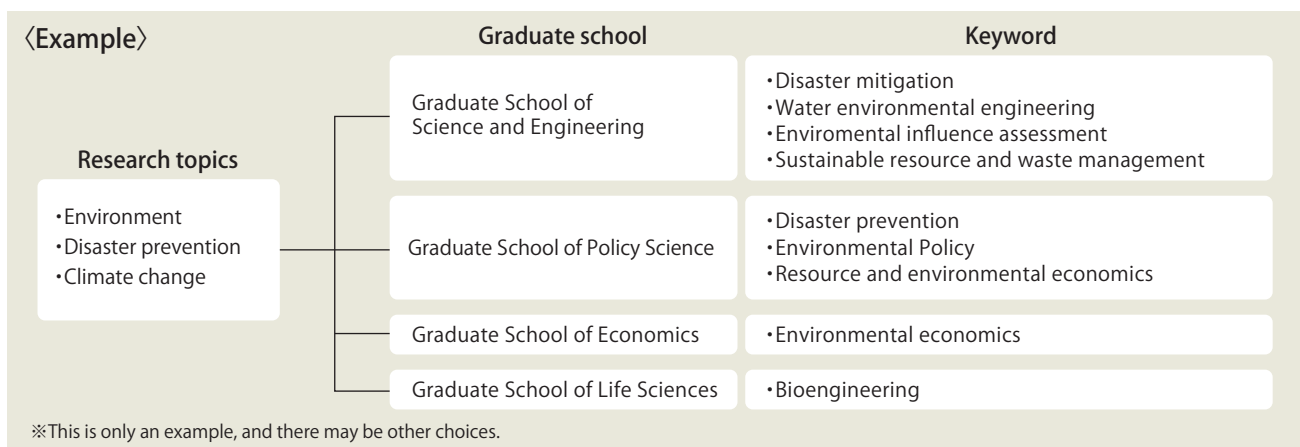 〈Example〉
Graduate school
Keyword
Research topics
・Environment
・Disaster prevention
・Climate change
Graduate School of
Science and Engineering
・Disaster mitigation
・Water environmental engineering
・Enviromental influence assessment
・Sustainable resource and waste management
Graduate School of Policy Science
・Disaster prevention
・Environmental Policy
・Resource and environmental economics
Graduate School of Economics
・Environmental economics
Graduate School of Life Sciences
・Bioengineering
※This is only an example, and there may be other choices.